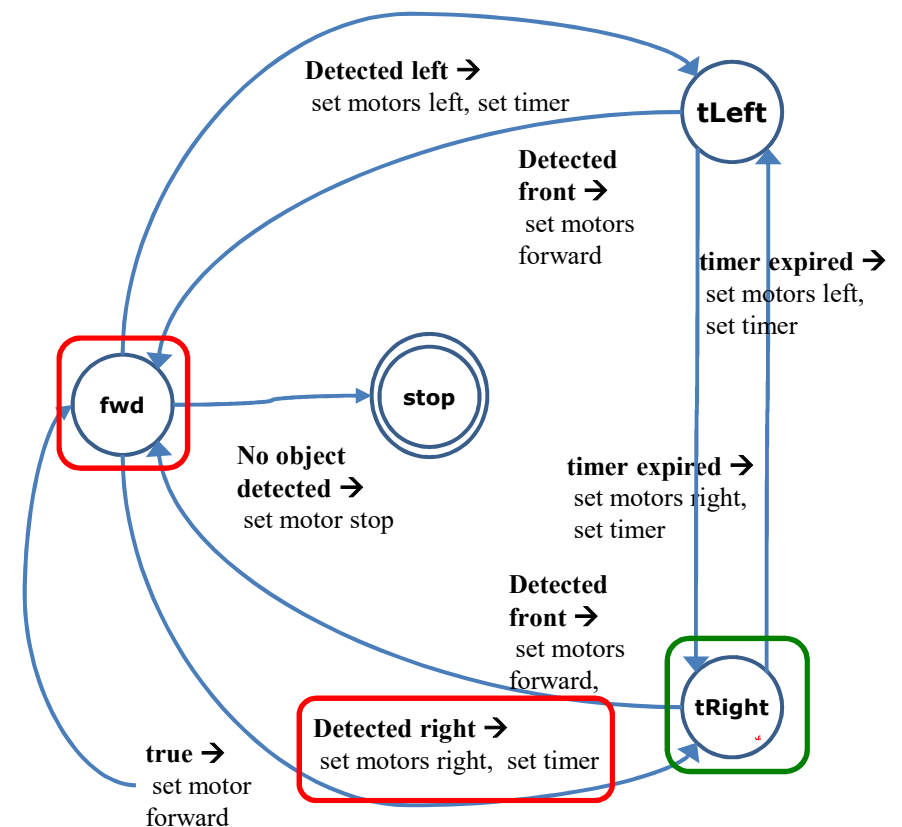 Detected left →
set motors left, set timer
tLeft
Detected
front →
set motors
forward
timer expired →
set motors left,
set timer
fwd
stop
No object
detected →
set motor stop
timer expired →
set motors right,
set timer
Detected
front →
set motors
forward,
tRight
Detected right →
set motors right, set timer
true →
set motor
forward